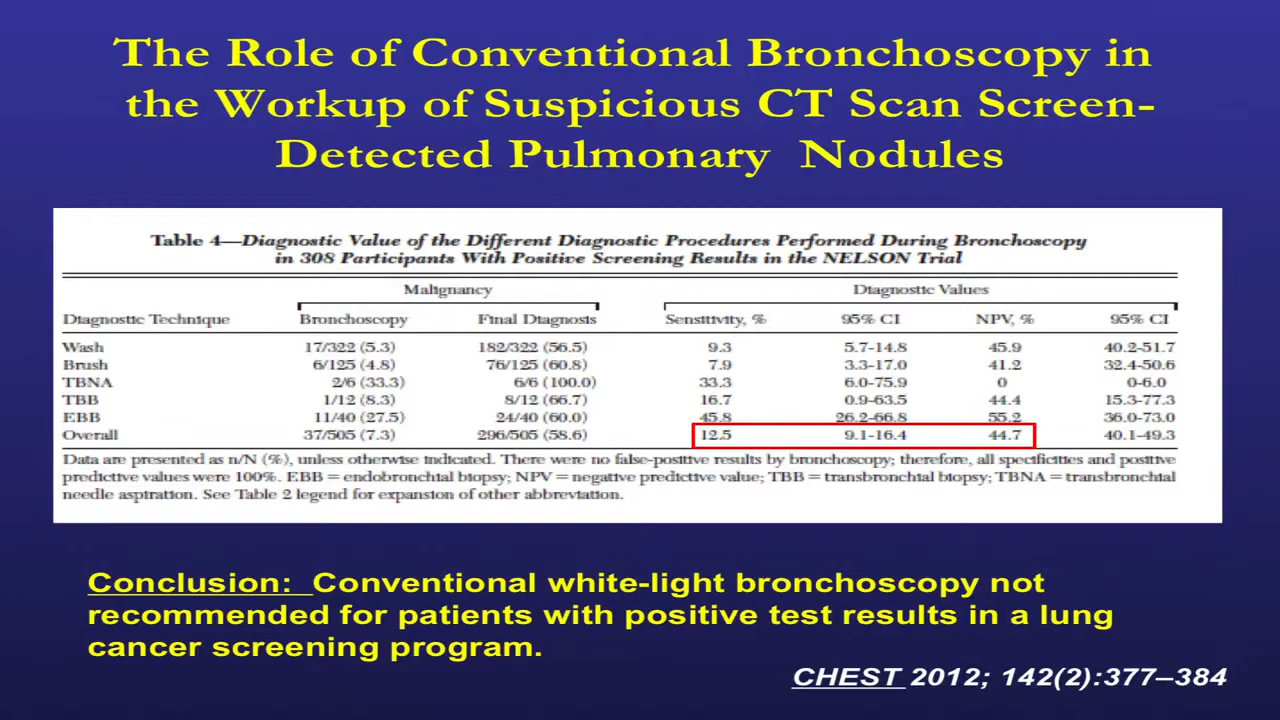 The Role of Conventional Bronchoscopy in
the Workup of Suspicious CT Scan Screen-
Detected Pulmonary Nodules
Table 4—Diagnostic Value of the Different Diagnostic Procedures Performed During Bronchoscopy
in 308 Participants With Positive Screening Results in the NELSON Trial
Malignancy Diagnostic Values
Diagnostic Technique Bronchoscopy Final Diagnosis Sensitivity, % 95% CI NPV, % 95% CI
Wash 17/322 (5.3) 182/322 (56.5) 9.3 5.7-14.8 45.9 40.2-51.7
Brush 6/125 (4.8) 76/125 (60.8) 7.9 3.3-17.0 41.2 32.4-50.6
TBNA 2/6 (33.3) 6/6 (100.0) 33.3 6.0-75.9 0 0-6.0
TBB 1/12 (8.3) 8/12 (66.7) 16.7 0.9-63.5 44.4 15.3-77.3
EBB 11/40 (27.5) 24/40 (60.0) 45.8 26.2-66.8 55.2 36.0-73.0
Overall 37/505 (7.3) 296/505 (58.6) 12.5 9.1-16.4 44.7 40.1-49.3
Data are presented as n/N (%), unless otherwise indicated. There were no false-positive results by bronchoscopy; therefore, all specificities and positive
predictive values were 100%. EBB = endobronchial biopsy; NPV = negative predictive value; TBB = transbronchial biopsy; TBNA = transbronchial
needle aspiration. See Table 2 legend for expansion of other abbreviation.
Conclusion: Conventional white-light bronchoscopy not
recommended for patients with positive test results in a lung
cancer screening program.
CHEST 2012; 142(2):377–384